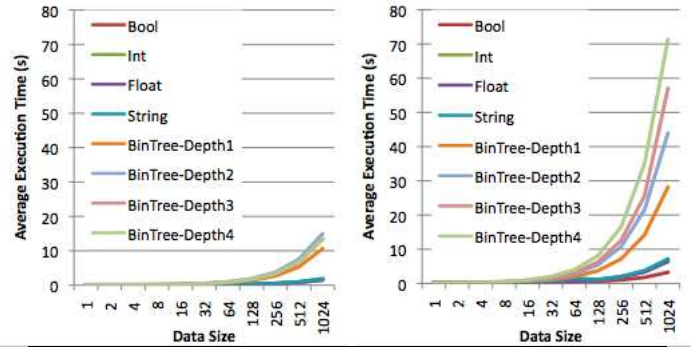 80
70
60
50
40
30
20
10
0
Average Execution Time (s)
Bool
Int
Float
String
BinTree-Depth1
BinTree-Depth2
BinTree-Depth3
BinTree-Depth4
1 2 4 8 16 32 64 128 256 512 1024
Data Size
80
70
60
50
40
30
20
10
0
Average Execution Time (s)
Bool
Int
Float
String
BinTree-Depth1
BinTree-Depth2
BinTree-Depth3
BinTree-Depth4
1 2 4 8 16 32 64 128 256 512 1024
Data Size